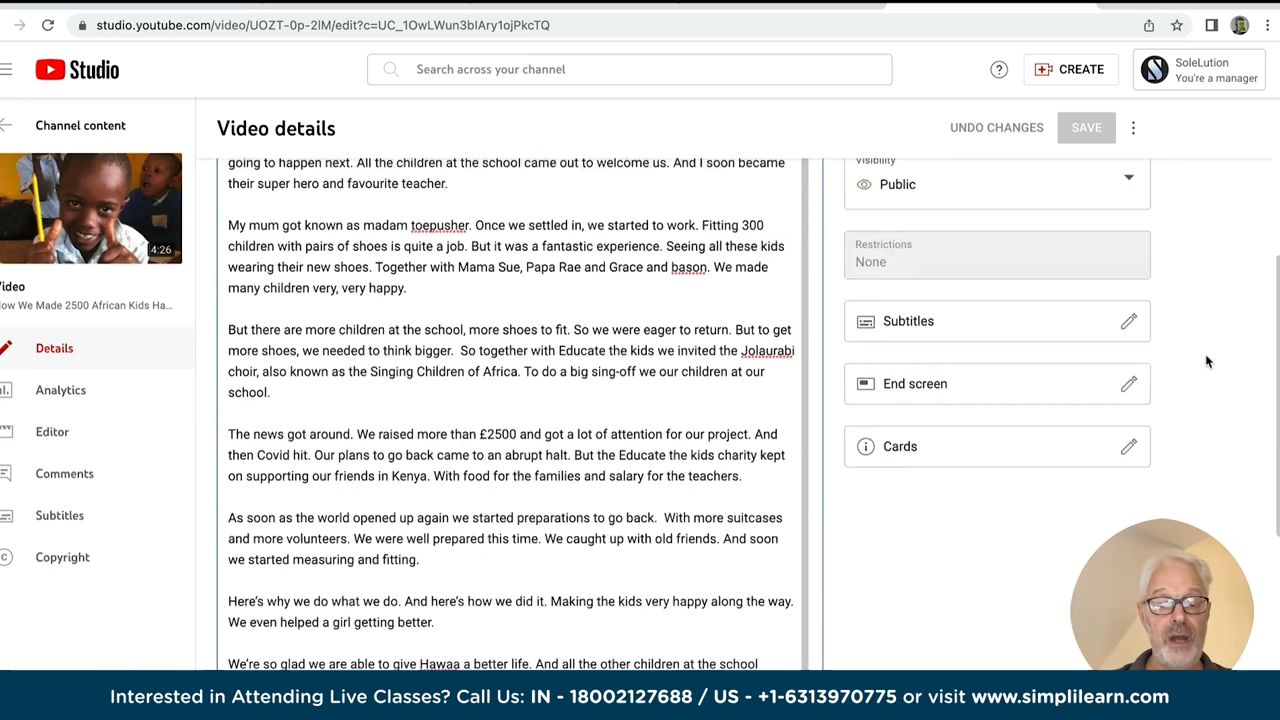 studio.youtube.com/video/UOZT-0p-2lM/edit?c=UC_1OwLWun3bIAry1ojPkcTQ
Studio
Search across your channel
CREATE
SoleLution
You're a manager
Channel content
Video details
UNDO CHANGES
SAVE
4:26
Video
How We Made 2500 African Kids Ha...
Details
Analytics
Editor
Comments
Subtitles
Copyright
going to happen next. All the children at the school came out to welcome us. And I soon became
their super hero and favourite teacher.
My mum got known as madam toepusher. Once we settled in, we started to work. Fitting 300
children with pairs of shoes is quite a job. But it was a fantastic experience. Seeing all these kids
wearing their new shoes. Together with Mama Sue, Papa Rae and Grace and bason. We made
many children very, very happy.
But there are more children at the school, more shoes to fit. So we were eager to return. But to get
more shoes, we needed to think bigger.  So together with Educate the kids we invited the Jolaurabi
choir, also known as the Singing Children of Africa. To do a big sing-off we our children at our
school.
The news got around. We raised more than £2500 and got a lot of attention for our project. And
then Covid hit. Our plans to go back came to an abrupt halt. But the Educate the kids charity kept
on supporting our friends in Kenya. With food for the families and salary for the teachers.
As soon as the world opened up again we started preparations to go back.  With more suitcases
and more volunteers. We were well prepared this time. We caught up with old friends. And soon
we started measuring and fitting.
Here's why we do what we do. And here's how we did it. Making the kids very happy along the way.
We even helped a girl getting better.
We're so glad we are able to give Hawaa a better life. And all the other children at the school
Visibility
Public
Restrictions
None
Subtitles
End screen
Cards
Interested in Attending Live Classes? Call Us: IN - 18002127688 / US - +1-6313970775 or visit www.simplilearn.com